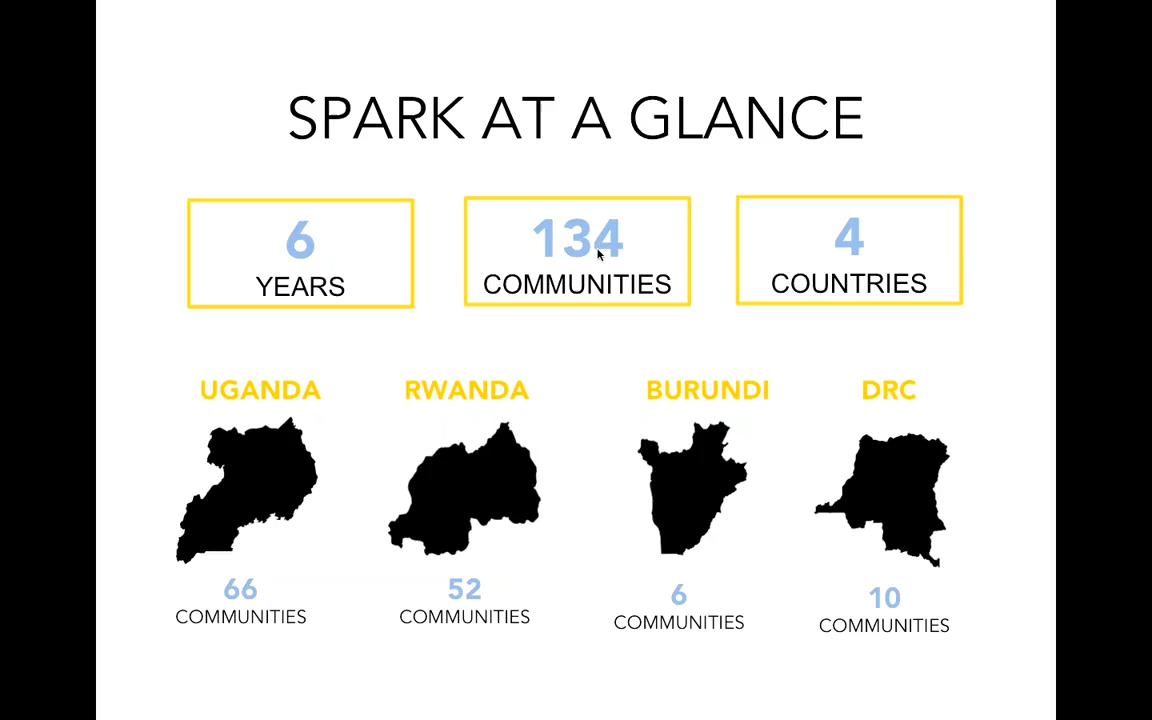 SPARK AT A GLANCE
6
YEARS
134
COMMUNITIES
4
COUNTRIES
UGANDA
66
COMMUNITIES
RWANDA
52
COMMUNITIES
BURUNDI
6
COMMUNITIES
DRC
10
COMMUNITIES